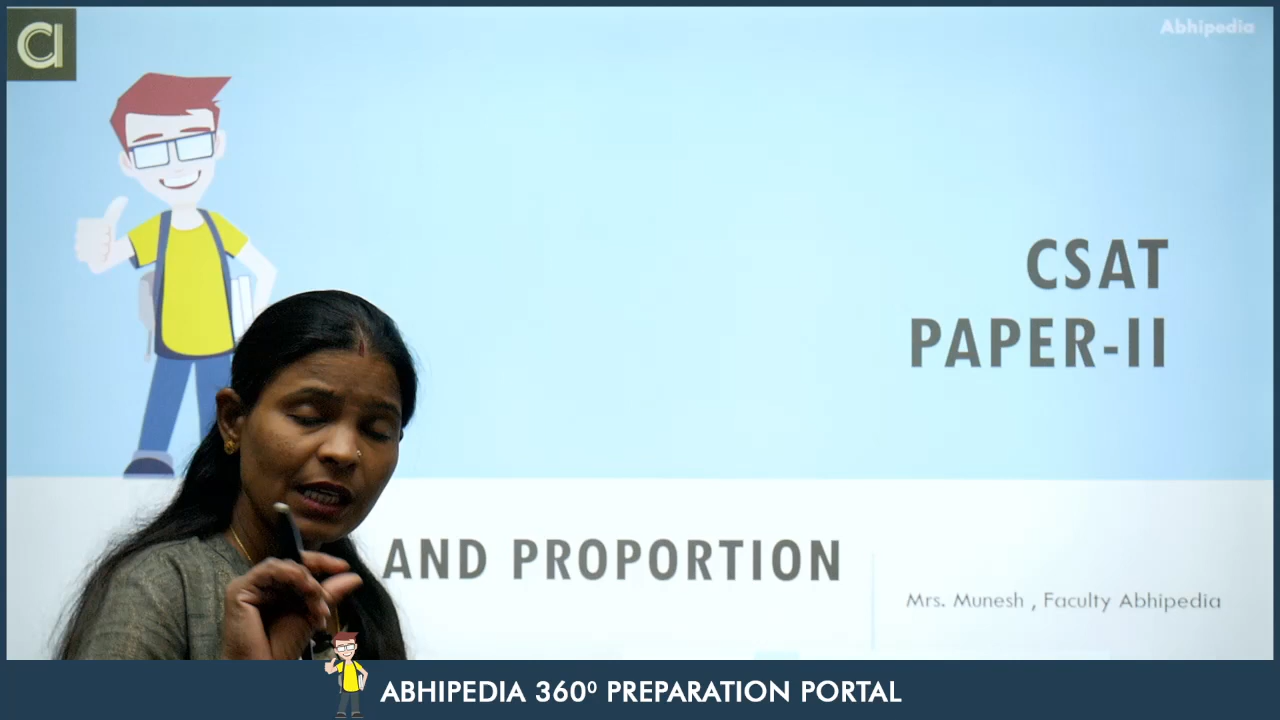 Abhipedia
CSAT
PAPER-II
AND PROPORTION
Mrs. Munesh , Faculty Abhipedia
ABHIPEDIA 360⁰ PREPARATION PORTAL